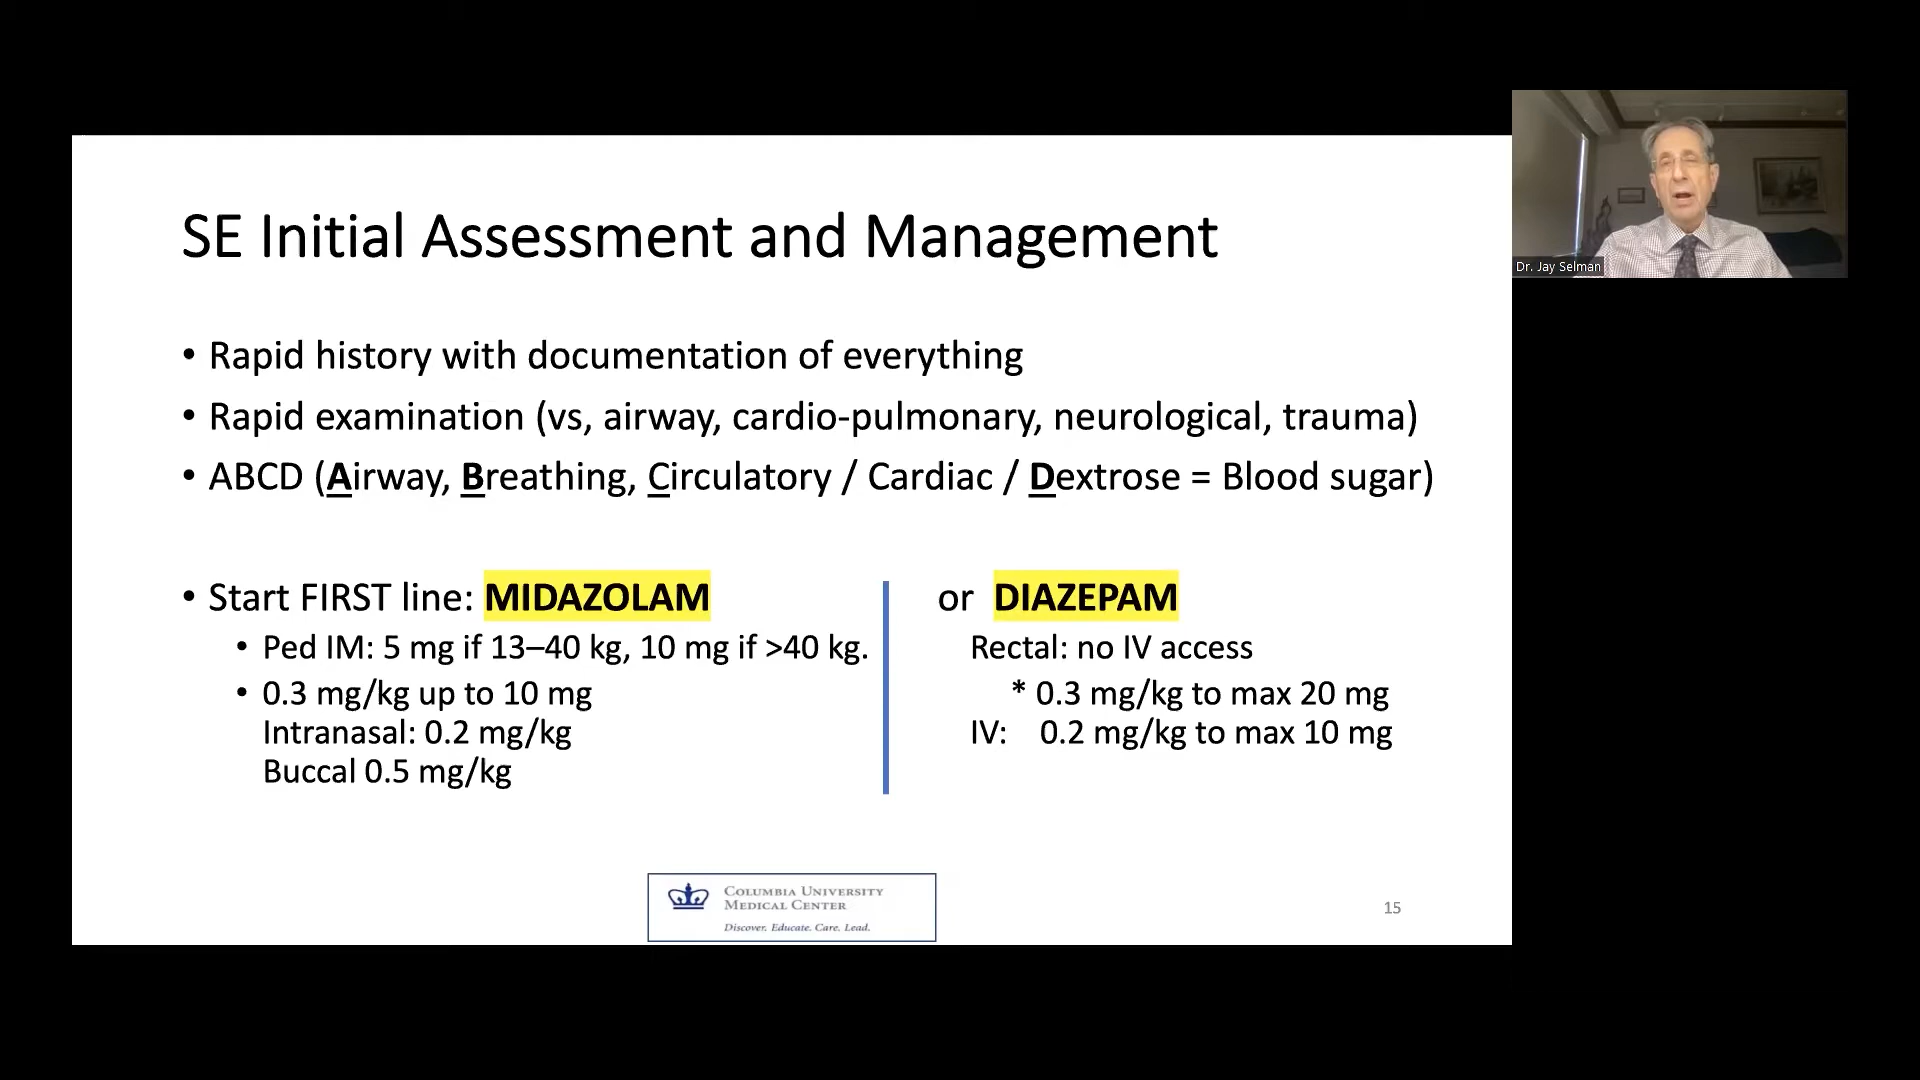 SE Initial Assessment and Management
• Rapid history with documentation of everything
• Rapid examination (vs, airway, cardio-pulmonary, neurological, trauma)
• ABCD (Airway, Breathing, Circulatory / Cardiac / Dextrose = Blood sugar)
• Start FIRST line: MIDAZOLAM
• Ped IM: 5 mg if 13–40 kg, 10 mg if >40 kg.
• 0.3 mg/kg up to 10 mg
Intranasal: 0.2 mg/kg
Buccal 0.5 mg/kg
or DIAZEPAM
Rectal: no IV access
* 0.3 mg/kg to max 20 mg
IV: 0.2 mg/kg to max 10 mg
COLUMBIA UNIVERSITY
MEDICAL CENTER
Discover. Educate. Care. Lead.
15
Dr. Jay Selman